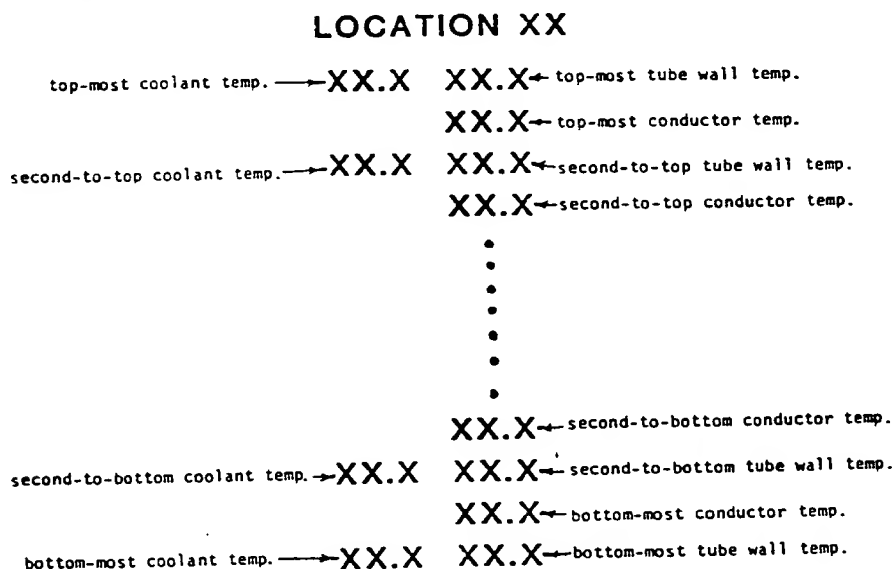 LOCATION XX
top-most coolant temp. XX.X XX.X top-most tube wall temp.
XX.X top-most conductor temp.
second-to-top coolant temp. XX.X XX.X second-to-top tube wall temp.
XX.X second-to-top conductor temp.
XX.X second-to-bottom conductor temp.
second-to-bottom coolant temp. XX.X XX.X second-to-bottom tube wall temp.
XX.X bottom-most conductor temp.
bottom-most coolant temp. XX.X XX.X bottom-most tube wall temp.